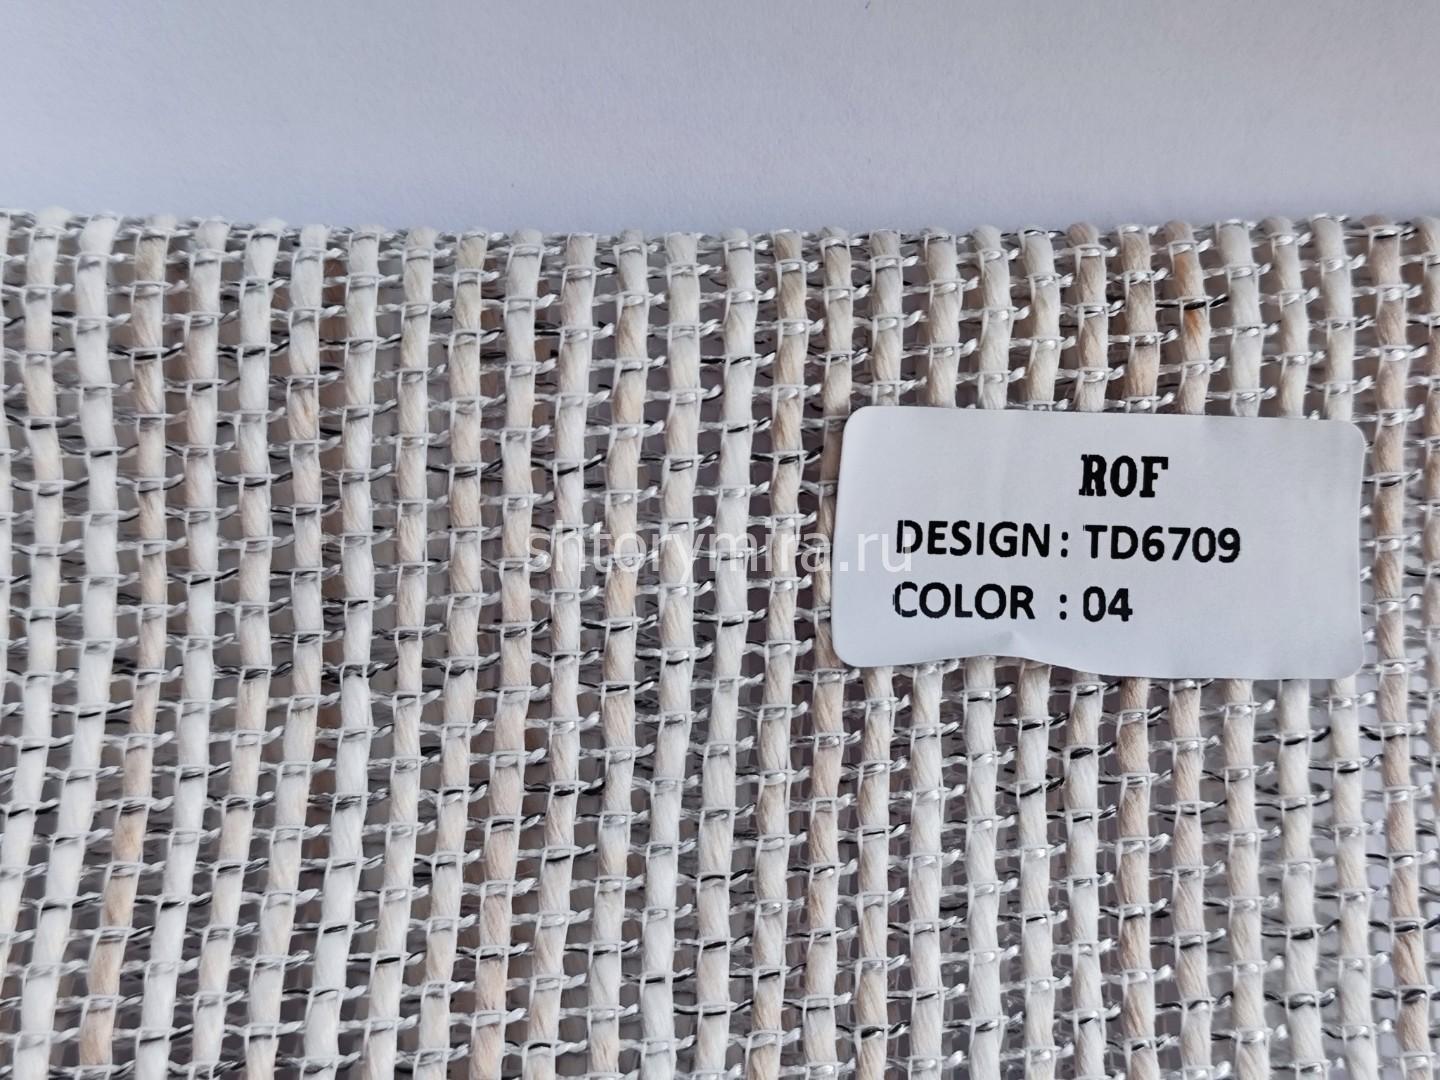 ROF
DESIGN: TD6709
shtorymira.ru
COLOR : 04